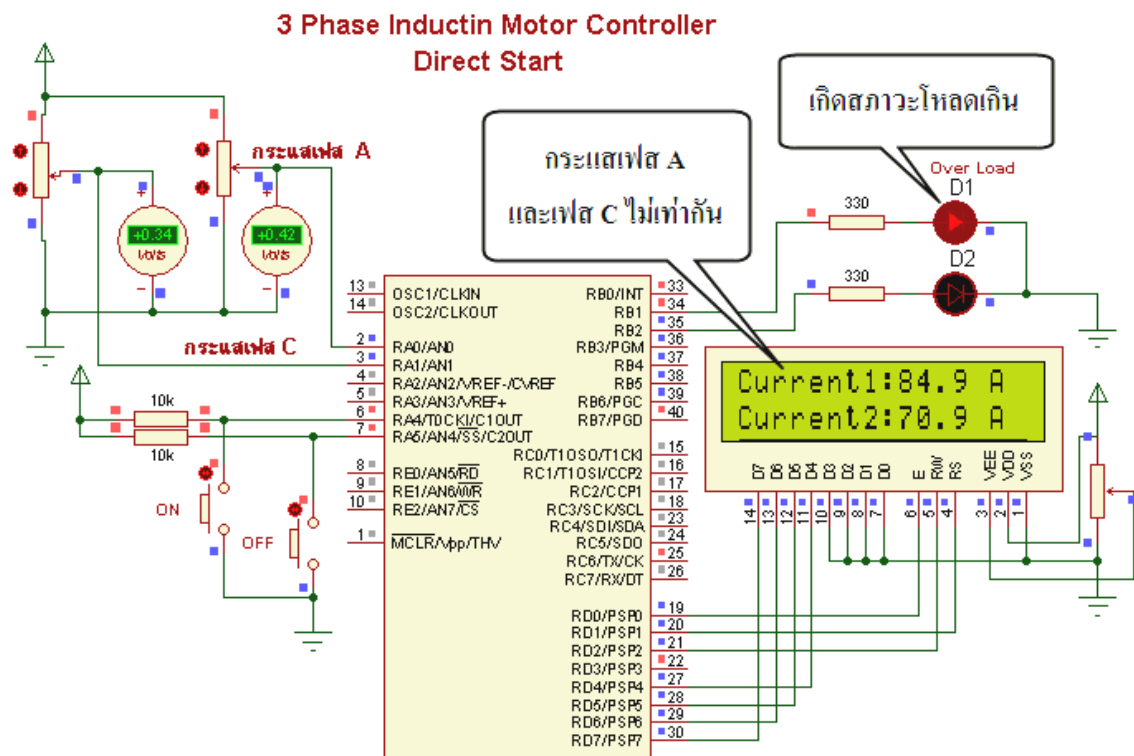 3 Phase Inductin Motor Controller
Direct Start
เกิดสภาวะโหลดเกิน
กระแสเฟส A
และเฟส C ไม่เท่ากัน
กระแสเฟส A
Over Load
D1
330
D2
330
+0.34
Volts
+0.42
Volts
กระแสเฟส C
13 OSC1/CLKIN
14 OSC2/CLKOUT
2 RA0/AN0
3 RA1/AN1
4 RA2/AN2/VREF-/CVREF
5 RA3/AN3/VREF+
6 RA4/T0CKI/C1OUT
7 RA5/AN4/SS/C2OUT
8 RE0/AN5/RD
9 RE1/AN6/WR
10 RE2/AN7/CS
1 MCLR/Vpp/THV
RB0/INT 33
RB1 34
RB2 35
RB3/PGM 36
RB4 37
RB5 38
RB6/PGC 39
RB7/PGD 40
RC0/T1OSO/T1CKI 15
RC1/T1OSI/CCP2 16
RC2/CCP1 17
RC3/SCK/SCL 18
RC4/SDI/SDA 23
RC5/SDO 24
RC6/TX/CK 25
RC7/RX/DT 26
RD0/PSP0 19
RD1/PSP1 20
RD2/PSP2 21
RD3/PSP3 22
RD4/PSP4 27
RD5/PSP5 28
RD6/PSP6 29
RD7/PSP7 30
10k
10k
ON
OFF
Current1:84.9 A
Current2:70.9 A
D7 D6 D5 D4 D3 D2 D1 D0 E RW RS VEE VDD VSS
14 13 12 11 10 9 8 7 6 5 4 3 2 1